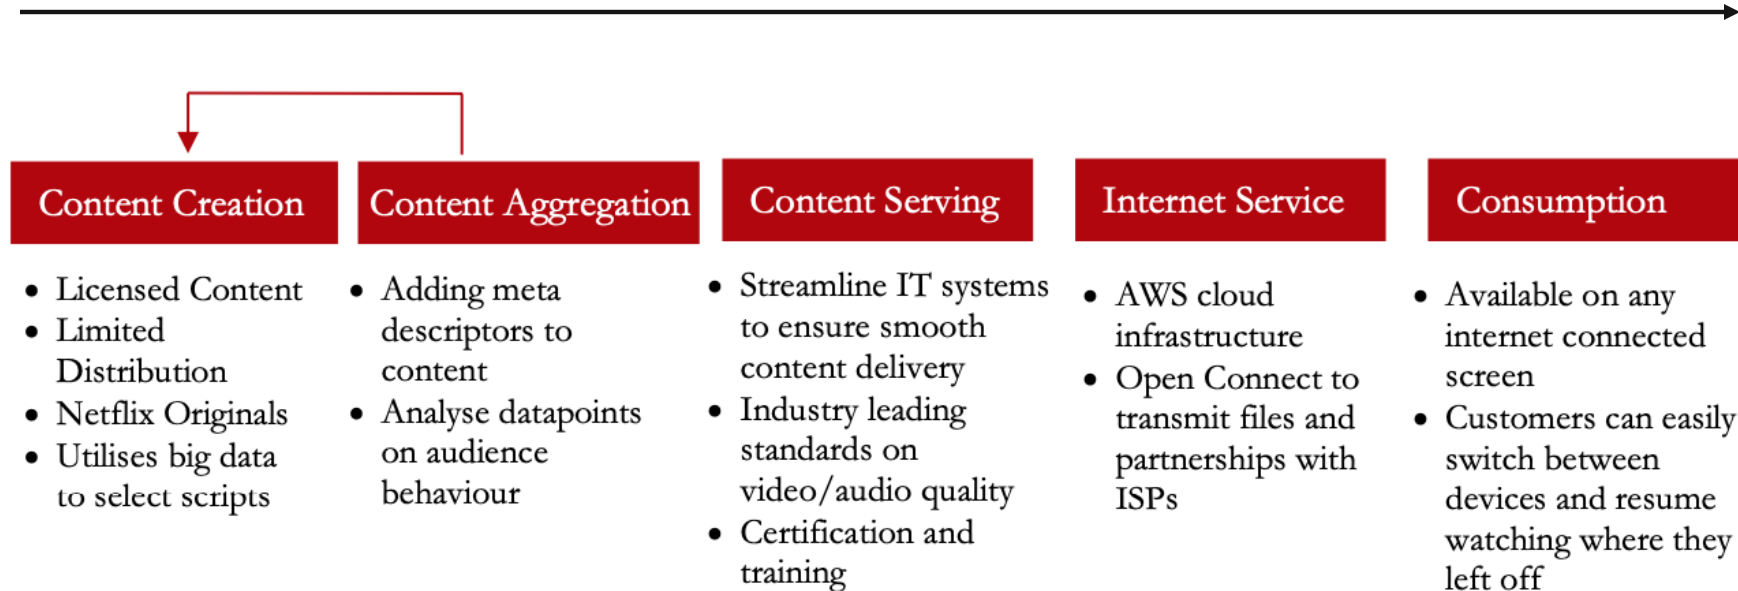 Content Creation
• Licensed Content
• Limited
Distribution
• Netflix Originals
• Utilises big data
to select scripts
Content Aggregation
• Adding meta
descriptors to
content
• Analyse datapoints
on audience
behaviour
Content Serving
• Streamline IT systems
to ensure smooth
content delivery
• Industry leading
standards on
video/audio quality
• Certification and
training
Internet Service
• AWS cloud
infrastructure
• Open Connect to
transmit files and
partnerships with
ISPs
Consumption
• Available on any
internet connected
screen
• Customers can easily
switch between
devices and resume
watching where they
left off